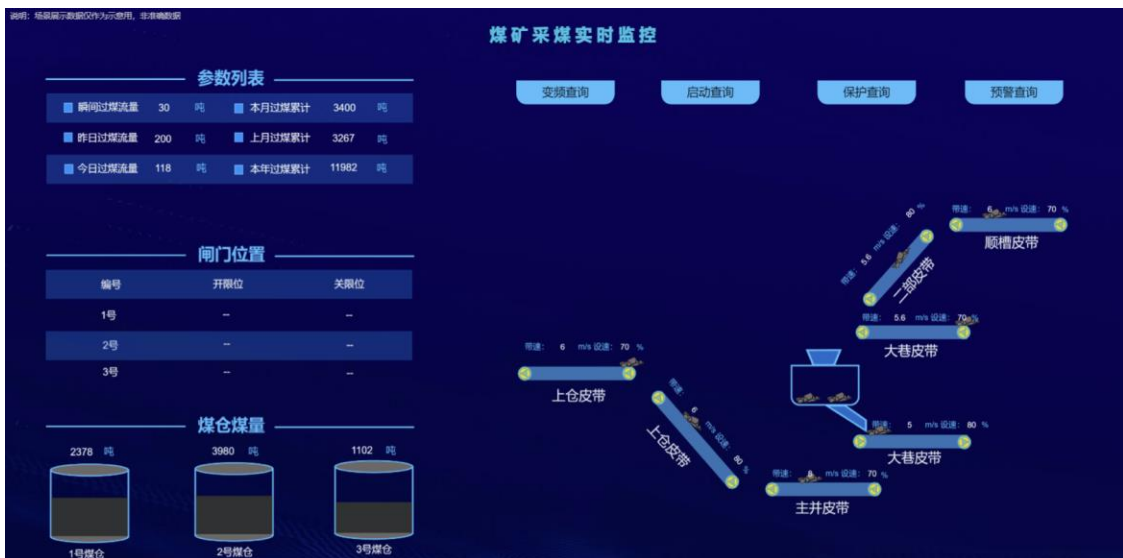 说明：场景展示数据仅作为示意用，非准确数据
煤矿采煤实时监控
参数列表
瞬间过煤流量 30 吨 本月过煤累计 3400 吨
昨日过煤流量 200 吨 上月过煤累计 3267 吨
今日过煤流量 118 吨 本年过煤累计 11982 吨
闸门位置
编号 开限位 关限位
1号 -- --
2号 -- --
3号 -- --
煤仓煤量
2378 吨 3980 吨 1102 吨
1号煤仓 2号煤仓 3号煤仓
变频查询 启动查询 保护查询 预警查询
带速： 6 m/s 设速： 70 %
顺槽皮带
带速： 5.6 m/s 设速： 80 %
二部皮带
带速： 5.6 m/s 设速： 70 %
大巷皮带
带速： 6 m/s 设速： 70 %
上仓皮带
带速： 6 m/s 设速： 80 %
上仓皮带
带速： 5 m/s 设速： 80 %
大巷皮带
带速： m/s 设速： 70 %
主井皮带